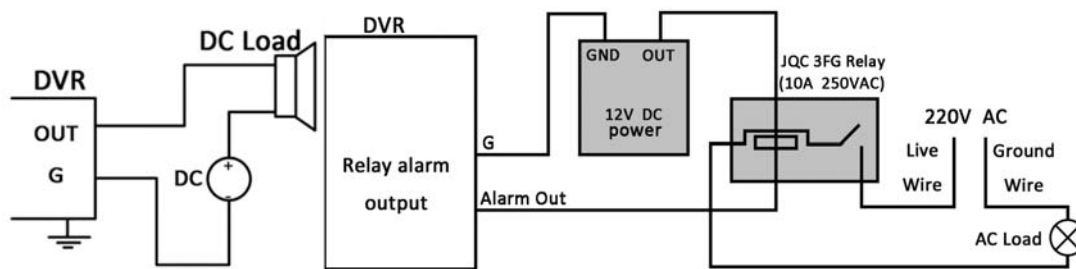 DC Load
DVR
OUT
G
DC
+
-
DVR
Relay alarm
output
G
Alarm Out
GND OUT
12V DC
power
JQC 3FG Relay
(10A 250VAC)
220V AC
Live
Wire
Ground
Wire
AC Load